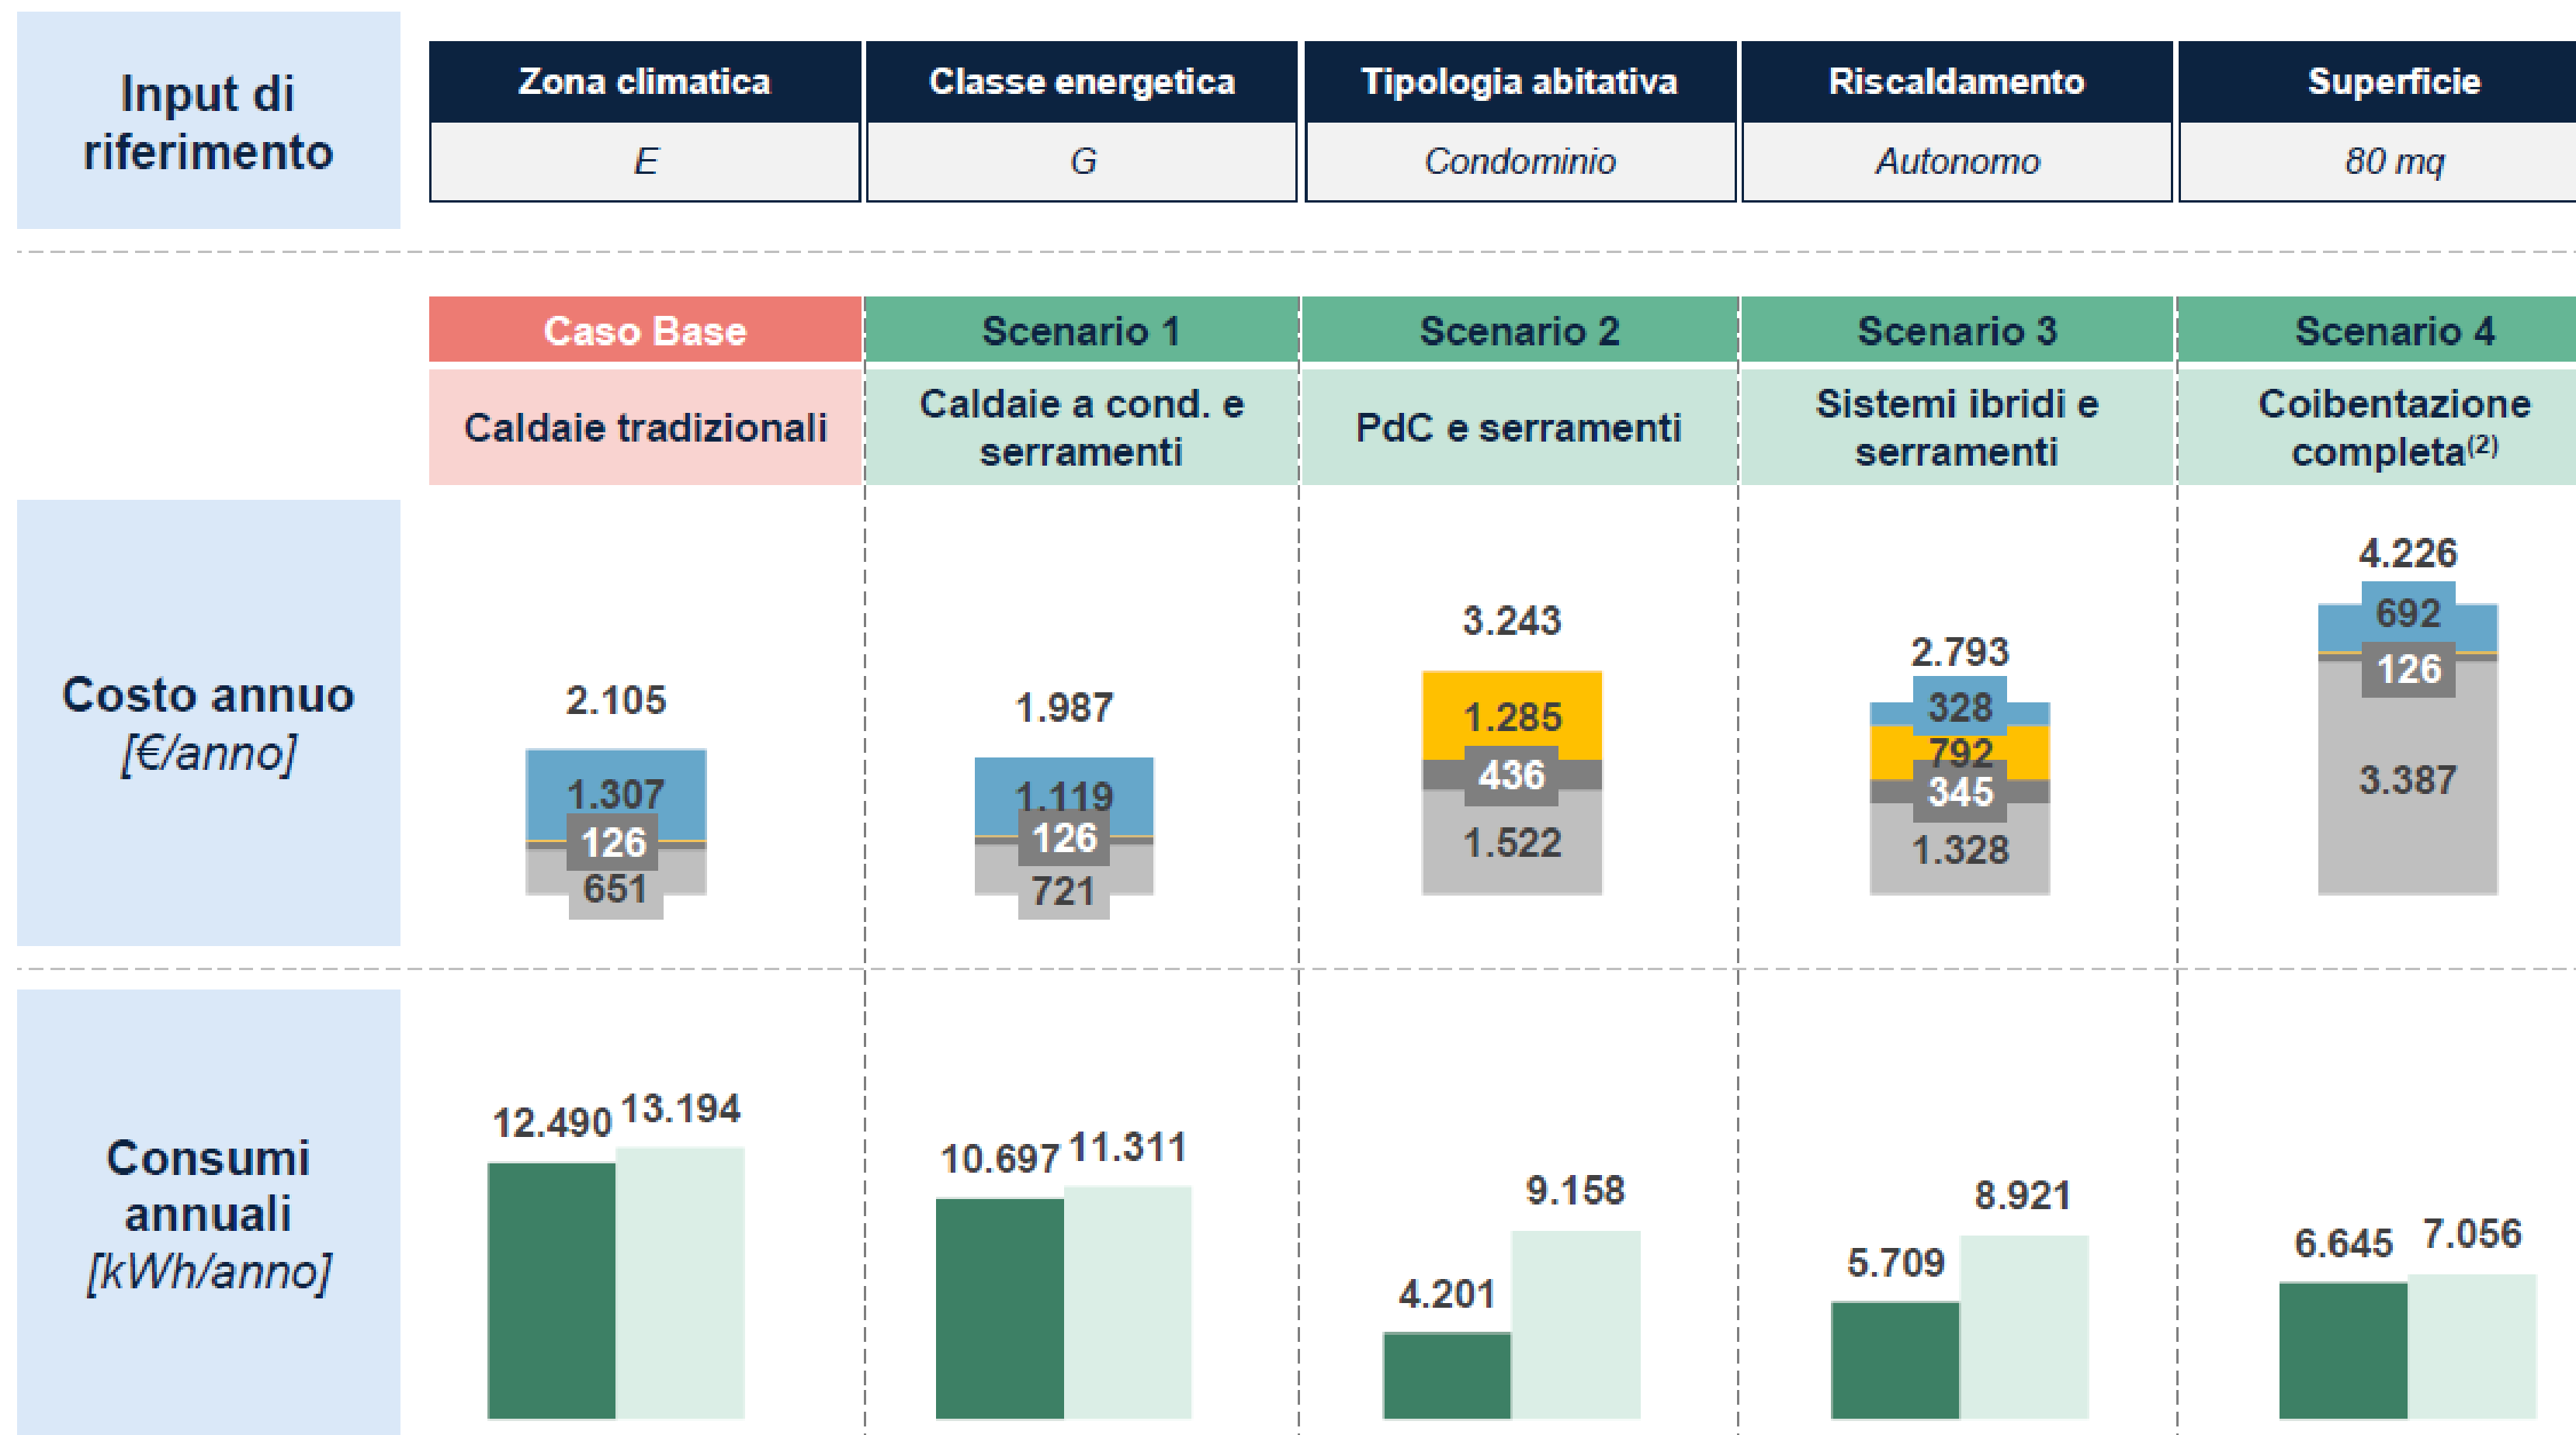 Input di
riferimento
Zona climatica
Classe energetica
Tipologia abitativa
Riscaldamento
Superficie
E
G
Condominio
Autonomo
80 mq
Caso Base
Scenario 1
Scenario 2
Scenario 3
Scenario 4
Caldaie tradizionali
Caldaie a cond. e
serramenti
PdC e serramenti
Sistemi ibridi e
serramenti
Coibentazione
completa(2)
Costo annuo
[€/anno]
2.105
1.307
126
651
1.987
1.119
126
721
3.243
1.285
436
1.522
2.793
328
792
345
1.328
4.226
692
126
3.387
Consumi
annuali
[kWh/anno]
12.490
13.194
10.697
11.311
4.201
9.158
5.709
8.921
6.645
7.056